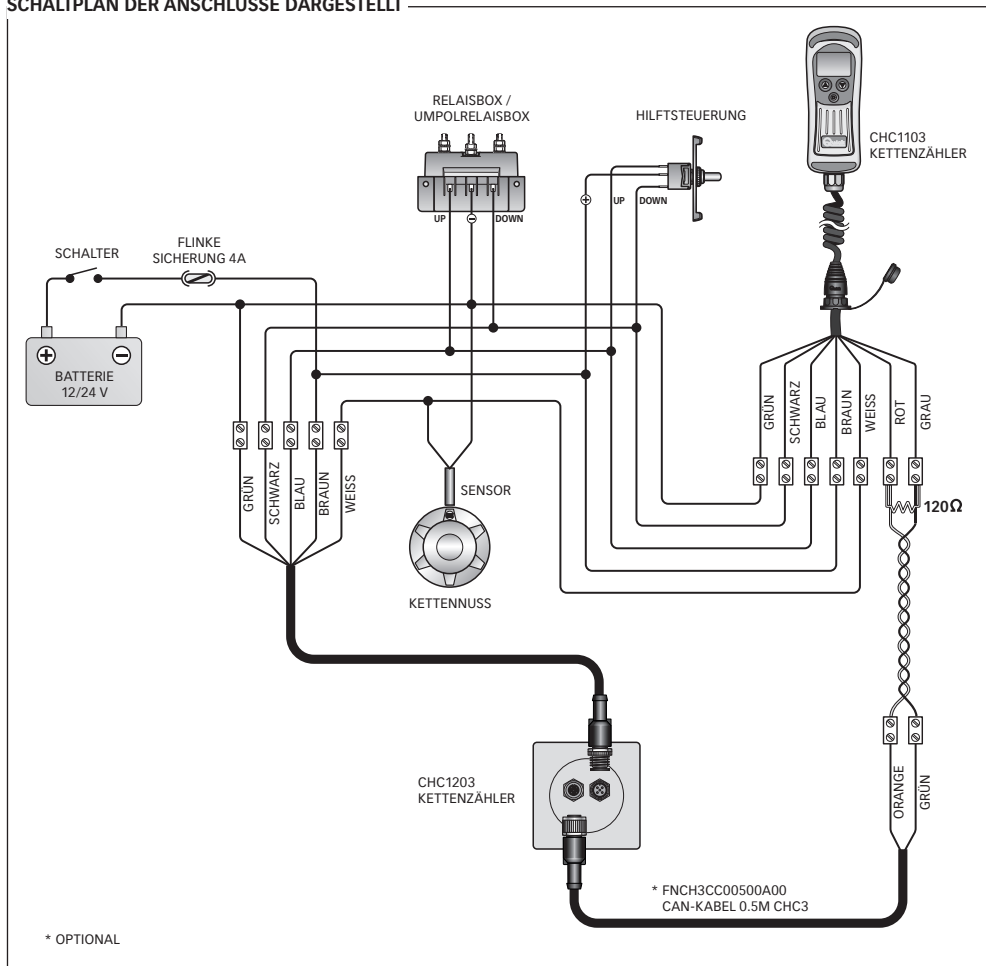 SCHALTPLAN DER ANSCHLÜSSE DARGESTELLT
RELAISBOX /
UMPOLRELAISBOX
HILFTSTEUERUNG
CHC1103
KETTENZÄHLER
UP
DOWN
UP
DOWN
SCHALTER
FLINKE
SICHERUNG 4A
BATTERIE
12/24 V
GRÜN
SCHWARZ
BLAU
BRAUN
WEISS
ROT
GRAU
GRÜN
SCHWARZ
BLAU
BRAUN
WEISS
SENSOR
120Ω
KETTENNUSS
CHC1203
KETTENZÄHLER
ORANGE
GRÜN
* FNCH3CC00500A00
CAN-KABEL 0.5M CHC3
* OPTIONAL